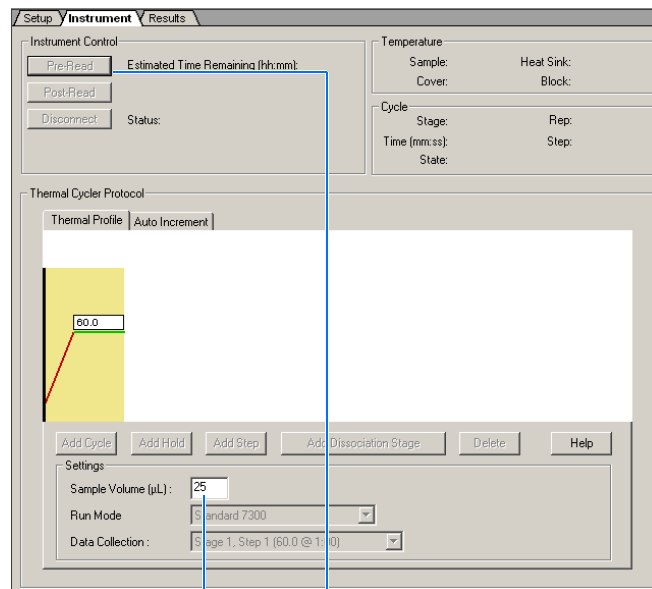 Setup Instrument Results
Instrument Control
Pre-Read Estimated Time Remaining (hh:mm):
Post-Read
Disconnect Status:
Temperature
Sample: Heat Sink:
Cover: Block:
Cycle
Stage: Rep:
Time (mm:ss): Step:
State:
Thermal Cycler Protocol
Thermal Profile Auto Increment
60.0
Add Cycle Add Hold Add Step Add Dissociation Stage Delete Help
Settings
Sample Volume (µL) : 25
Run Mode Standard 7300
Data Collection : Stage 1, Step 1 (60.0 @ 1:00)